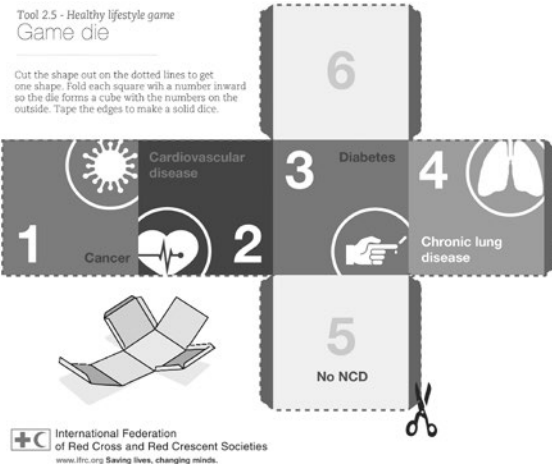 Tool 2.5 - Healthy lifestyle game
Game die
Cut the shape out on the dotted lines to get
one shape. Fold each square wih a number inward
so the die forms a cube with the numbers on the
outside. Tape the edges to make a solid dice.
6
1
Cancer
Cardiovascular
disease
2
3
Diabetes
4
Chronic lung
disease
5
No NCD
International Federation
of Red Cross and Red Crescent Societies
www.ifrc.org Saving lives, changing minds.